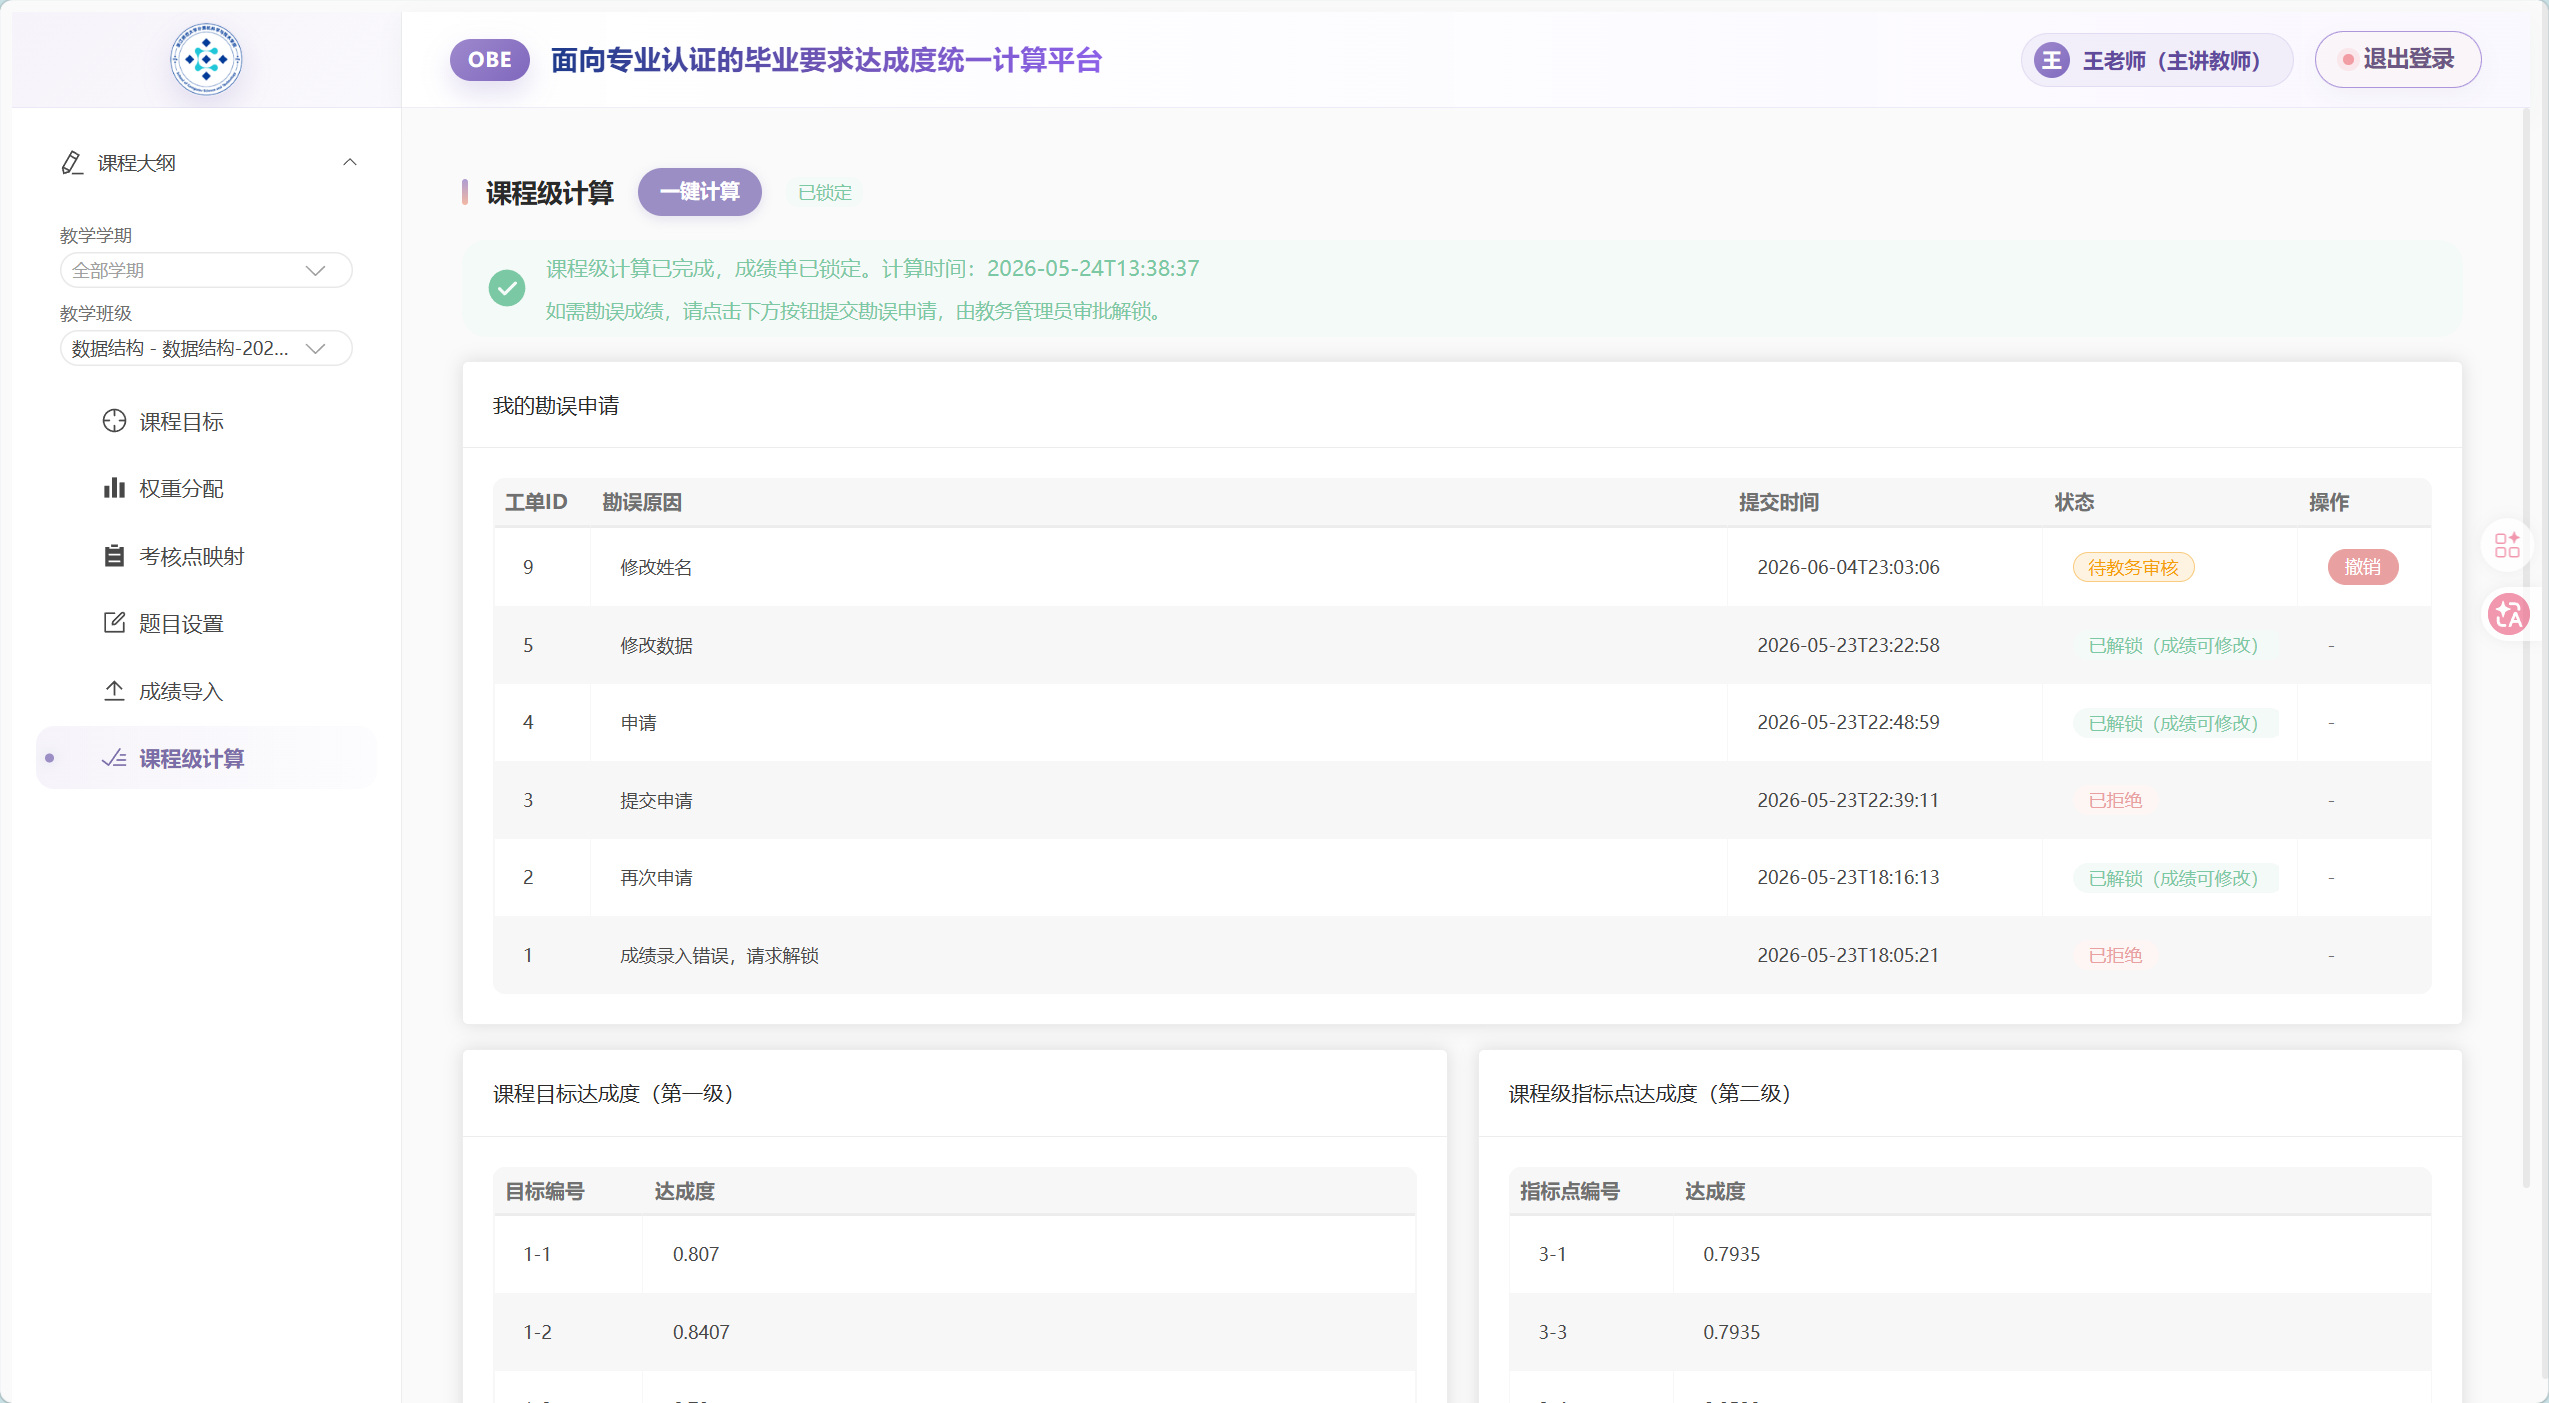 OBE 面向专业认证的毕业要求达成度统一计算平台
王 王老师（主讲教师）
退出登录
课程大纲
教学学期
全部学期
教学班级
数据结构 - 数据结构-202...
课程目标
权重分配
考核点映射
题目设置
成绩导入
课程级计算
课程级计算 一键计算 已锁定
课程级计算已完成，成绩单已锁定。计算时间：2026-05-24T13:38:37
如需勘误成绩，请点击下方按钮提交勘误申请，由教务管理员审批解锁。
我的勘误申请
工单ID 勘误原因 提交时间 状态 操作
9 修改姓名 2026-06-04T23:03:06 待教务审核 撤销
5 修改数据 2026-05-23T23:22:58 已解锁（成绩可修改） -
4 申请 2026-05-23T22:48:59 已解锁（成绩可修改） -
3 提交申请 2026-05-23T22:39:11 已拒绝 -
2 再次申请 2026-05-23T18:16:13 已解锁（成绩可修改） -
1 成绩录入错误，请求解锁 2026-05-23T18:05:21 已拒绝 -
课程目标达成度（第一级）
目标编号 达成度
1-1 0.807
1-2 0.8407
课程级指标点达成度（第二级）
指标点编号 达成度
3-1 0.7935
3-3 0.7935